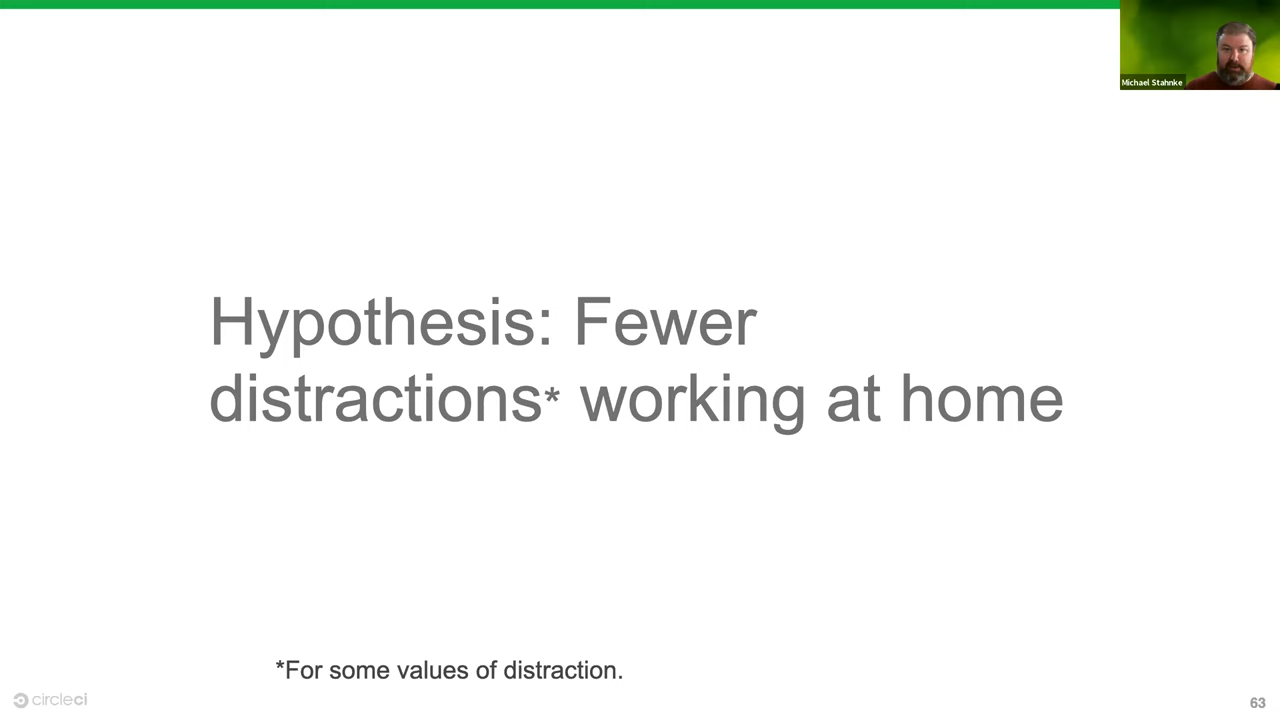 Michael Stahnke
Hypothesis: Fewer
distractions* working at home
*For some values of distraction.
circleci
63